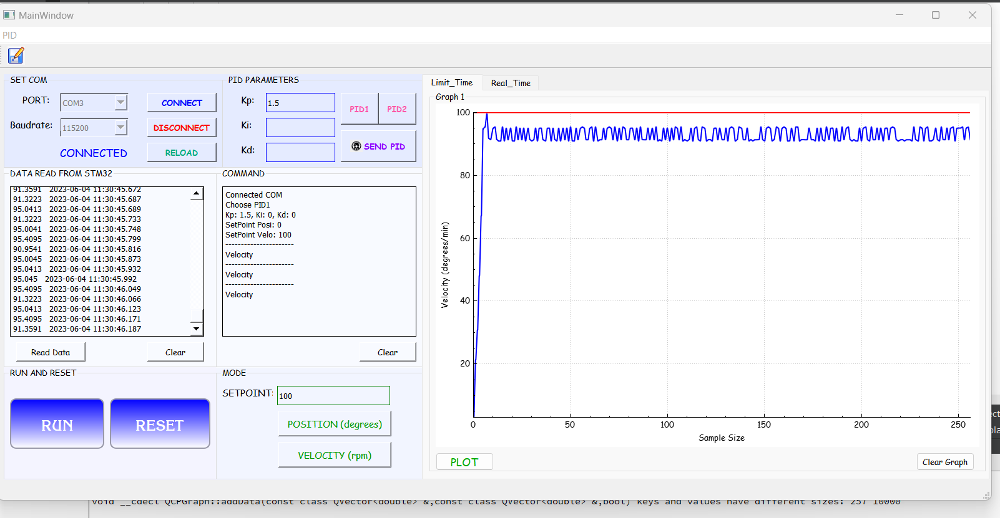 MainWindow
PID
SET COM
PORT:
COM3
CONNECT
Baudrate:
115200
DISCONNECT
CONNECTED
RELOAD
PID PARAMETERS
Kp:
1.5
Ki:
Kd:
PID1
PID2
SEND PID
DATA READ FROM STM32
91.3591 2023-06-04 11:30:45.672
91.3223 2023-06-04 11:30:45.687
95.0413 2023-06-04 11:30:45.689
91.3223 2023-06-04 11:30:45.733
95.0041 2023-06-04 11:30:45.748
95.4095 2023-06-04 11:30:45.799
90.9541 2023-06-04 11:30:45.816
95.0045 2023-06-04 11:30:45.873
95.0413 2023-06-04 11:30:45.932
95.045 2023-06-04 11:30:45.992
95.4095 2023-06-04 11:30:46.049
91.3223 2023-06-04 11:30:46.066
95.0413 2023-06-04 11:30:46.123
95.4095 2023-06-04 11:30:46.171
91.3591 2023-06-04 11:30:46.187
Read Data
Clear
COMMAND
Connected COM
Choose PID1
Kp: 1.5, Ki: 0, Kd: 0
SetPoint Posi: 0
SetPoint Velo: 100
----------------------
Velocity
----------------------
Velocity
----------------------
Velocity
Clear
RUN AND RESET
RUN
RESET
MODE
SETPOINT:
100
POSITION (degrees)
VELOCITY (rpm)
Limit_Time
Real_Time
Graph 1
100
80
60
40
20
Velocity (degrees/min)
0
50
100
150
200
250
Sample Size
PLOT
Clear Graph
void __cdecl QCPGraph::addData(const class QVector<double> &,const class QVector<double> &,bool) keys and values have different sizes: 257 10000